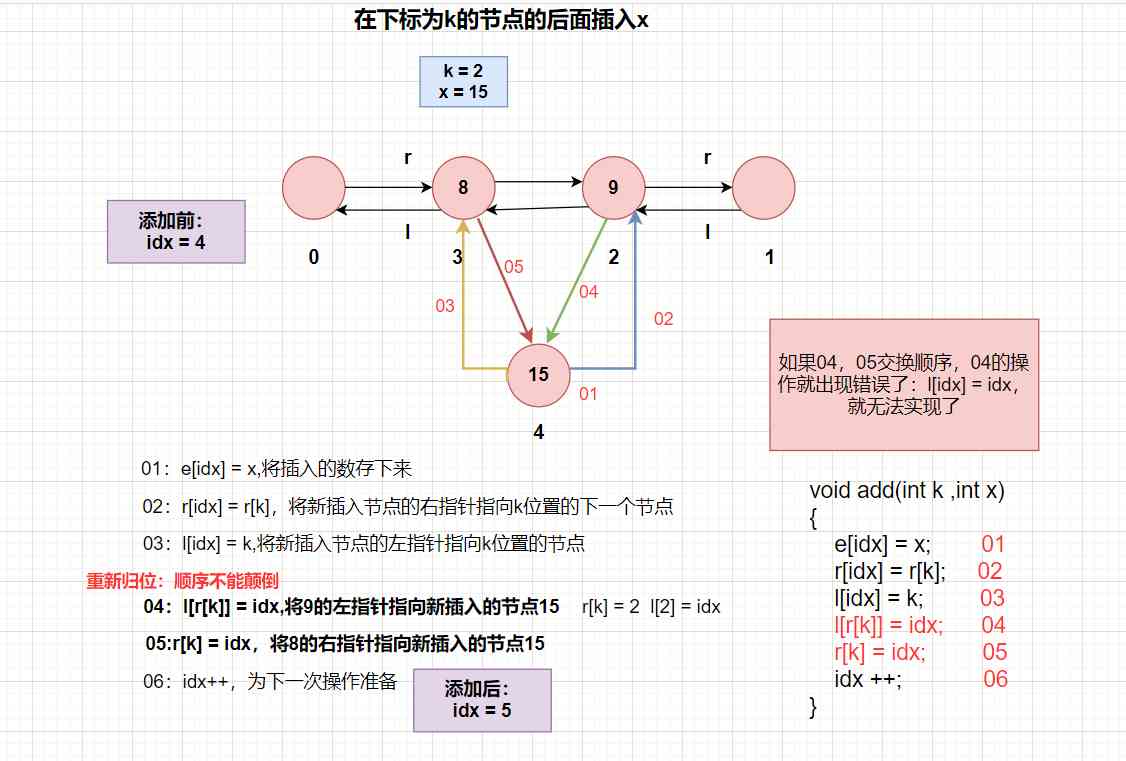 在下标为k的节点的后面插入x
k = 2
x = 15
r
r
8
9
l
l
添加前：
idx = 4
0
3
2
1
05
04
03
02
15
01
4
如果04，05交换顺序，04的操
作就出现错误了：l[idx] = idx，
就无法实现了
01：e[idx] = x,将插入的数存下来
02：r[idx] = r[k]，将新插入节点的右指针指向k位置的下一个节点
03：l[idx] = k,将新插入节点的左指针指向k位置的节点
重新归位：顺序不能颠倒
04：l[r[k]] = idx,将9的左指针指向新插入的节点15 r[k] = 2 l[2] = idx
05:r[k] = idx，将8的右指针指向新插入的节点15
06：idx++，为下一次操作准备
添加后：
idx = 5
void add(int k ,int x)
{
e[idx] = x; 01
r[idx] = r[k]; 02
l[idx] = k; 03
l[r[k]] = idx; 04
r[k] = idx; 05
idx ++; 06
}